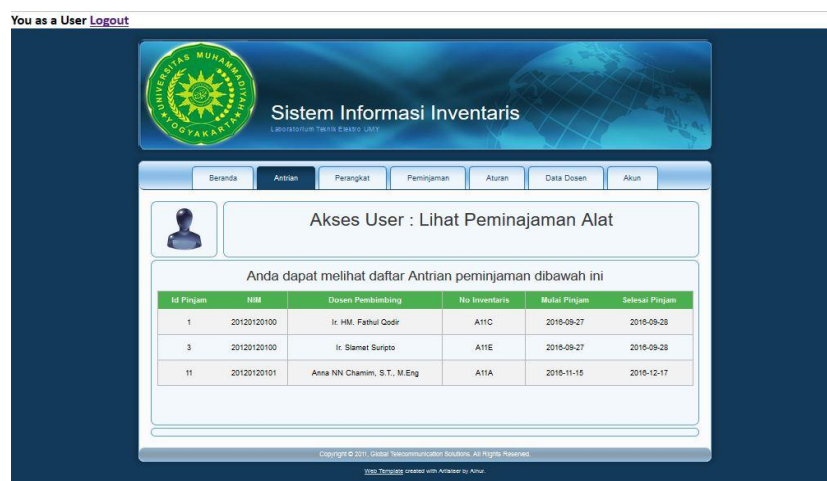 You as a User Logout
UNIVERSITAS MUHAMMADIYAH
YOGYAKARTA
Sistem Informasi Inventaris
Laboratorium Teknik Elektro UMY
Beranda Antrian Perangkat Peminjaman Aturan Data Dosen Akun
Akses User : Lihat Peminajaman Alat
Anda dapat melihat daftar Antrian peminjaman dibawah ini
Id Pinjam NIM Dosen Pembimbing No Inventaris Mulai Pinjam Selesai Pinjam
1 20120120100 Ir. HM. Fathul Qodir A11C 2016-09-27 2016-09-28
3 20120120100 Ir. Slamet Suripto A11E 2016-09-27 2016-09-28
11 20120120101 Anna NN Chamim, S.T., M.Eng A11A 2016-11-15 2016-12-17
Copyright © 2011, Global Telecommunication Solutions. All Rights Reserved.
Web Template created with Artisteer by Ainur.